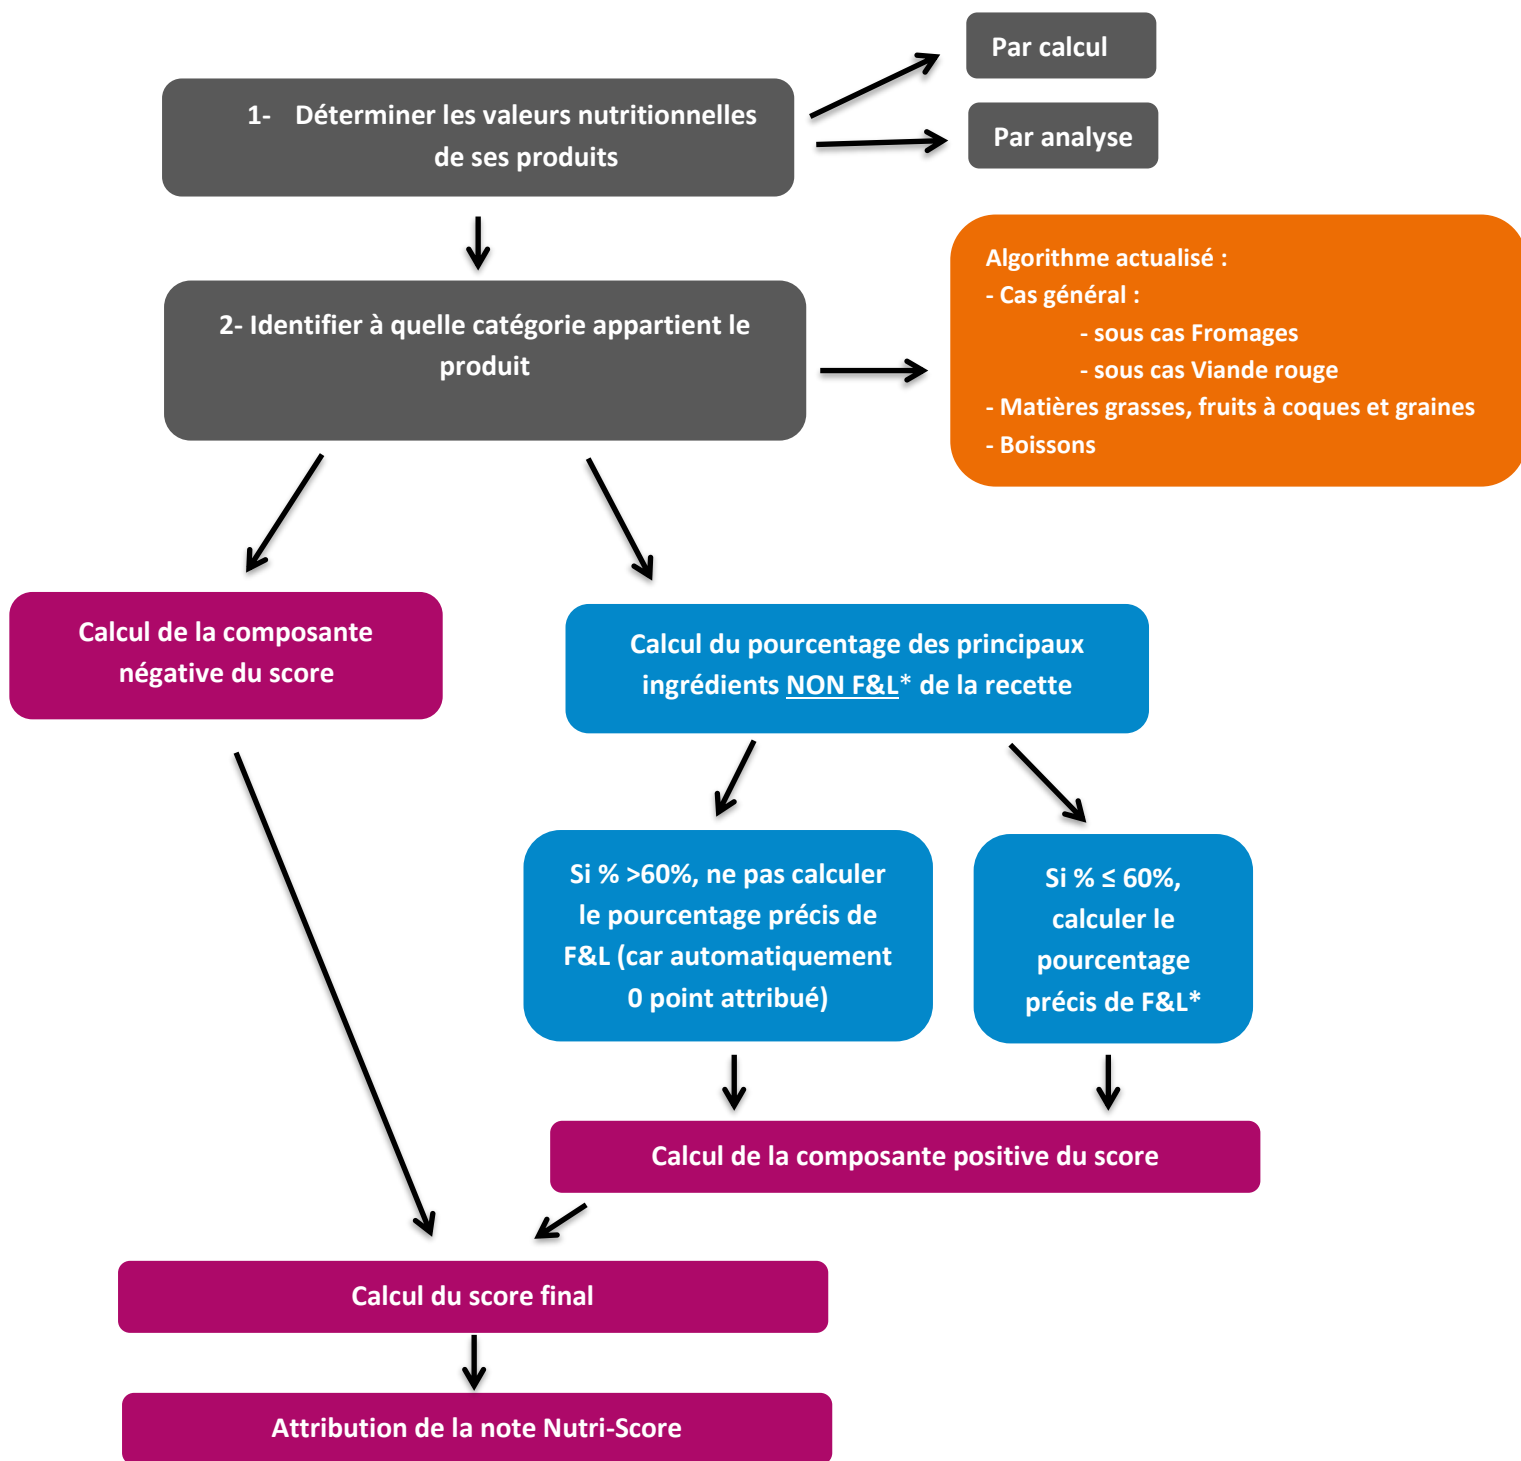 Par calcul
1- Déterminer les valeurs nutritionnelles
de ses produits
Par analyse
2- Identifier à quelle catégorie appartient le
produit
Algorithme actualisé :
- Cas général :
- sous cas Fromages
- sous cas Viande rouge
- Matières grasses, fruits à coques et graines
- Boissons
Calcul de la composante
négative du score
Calcul du pourcentage des principaux
ingrédients NON F&L* de la recette
Si % >60%, ne pas calculer
le pourcentage précis de
F&L (car automatiquement
0 point attribué)
Si % ≤ 60%,
calculer le
pourcentage
précis de F&L*
Calcul de la composante positive du score
Calcul du score final
Attribution de la note Nutri-Score